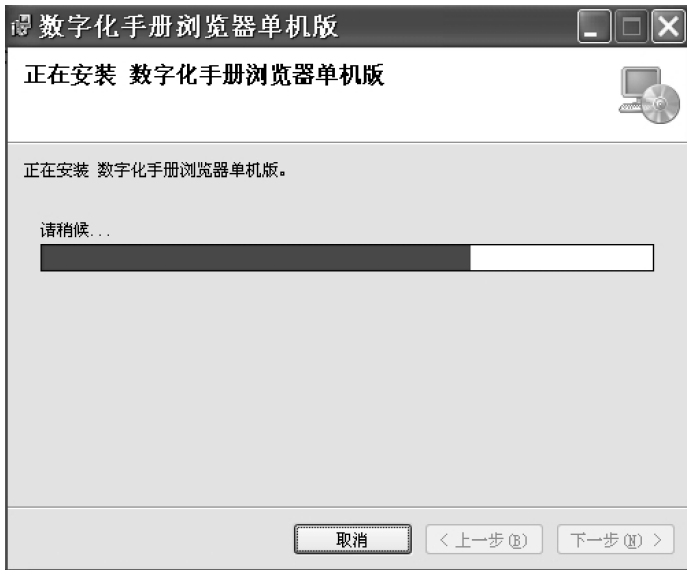 数字化手册浏览器单机版
正在安装 数字化手册浏览器单机版
正在安装 数字化手册浏览器单机版。
请稍候...
取消
< 上一步(B)
下一步(N) >